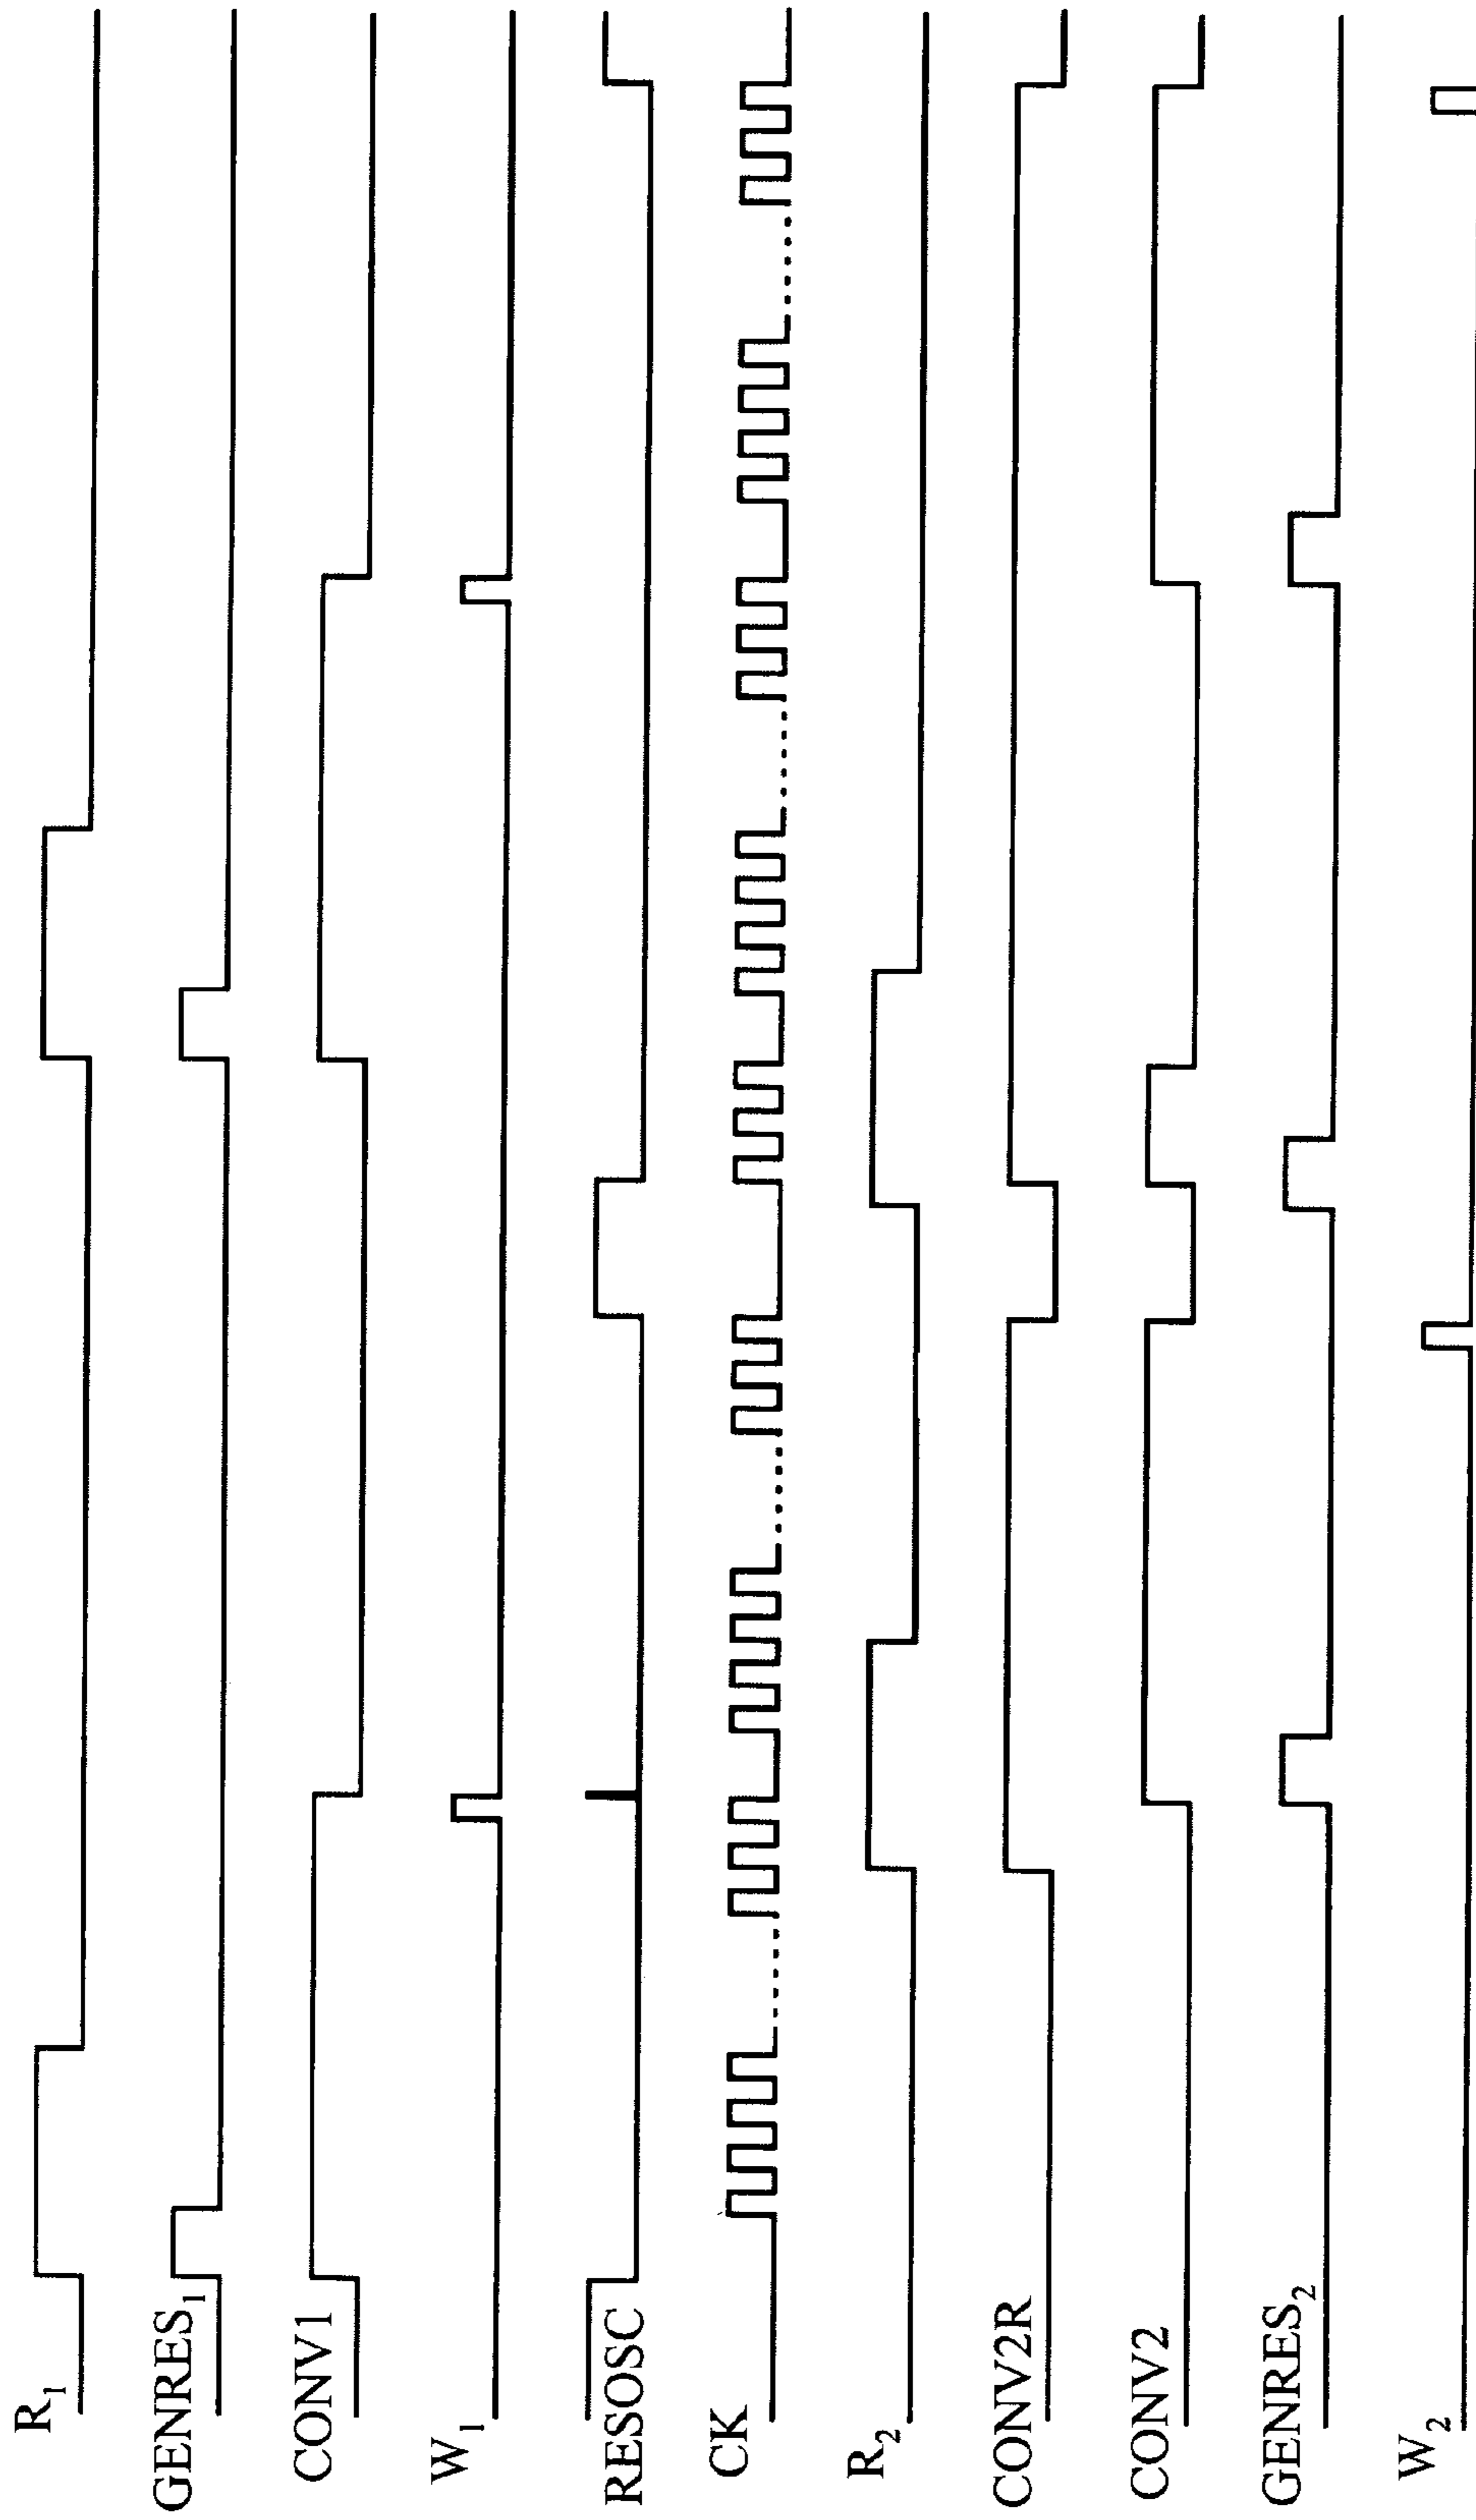 R1
GENRES1
CONV1
W1
RESOSC
CK
R2
CONV2R
CONV2
GENRES2
W2